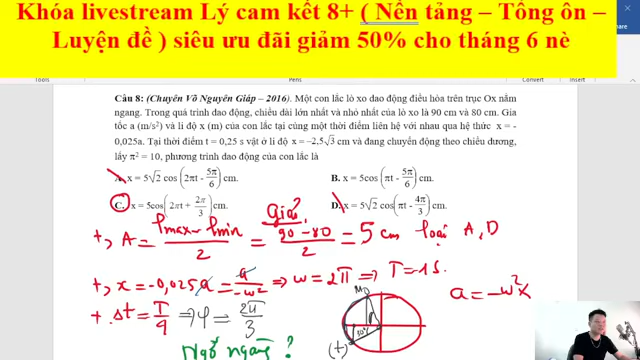 Khóa livestream Lý cam kết 8+ ( Nền tảng – Tổng ôn –
Luyện đề ) siêu ưu đãi giảm 50% cho tháng 6 nè
Tools Pens Convert Insert
Câu 8: (Chuyên Võ Nguyên Giáp – 2016). Một con lắc lò xo dao động điều hòa trên trục Ox nằm
ngang. Trong quá trình dao động, chiều dài lớn nhất và nhỏ nhất của lò xo là 90 cm và 80 cm. Gia
tốc a (m/s²) và li độ x (m) của con lắc tại cùng một thời điểm liên hệ với nhau qua hệ thức x = -
0,025a. Tại thời điểm t = 0,25 s vật ở li độ x = –2,5√3 cm và đang chuyển động theo chiều dương,
lấy π² = 10, phương trình dao động của con lắc là
A. x = 5√2 cos(2πt - 5π/6) cm. B. x = 5cos(πt - 5π/6) cm.
C. x = 5cos(2πt + 2π/3) cm. D. x = 5√2 cos(πt - 4π/3) cm.
Giá?
+, A = (lmax - lmin)/2 = (90 - 80)/2 = 5 cm loại A, D
+, x = -0,025a = a/-ω² ⇒ ω = 2π ⇒ T = 1s.
a = -ω²x
+. Δt = T/4 ⇒ φ = 2π/3
M0
(t)
Ngõ ngang ?